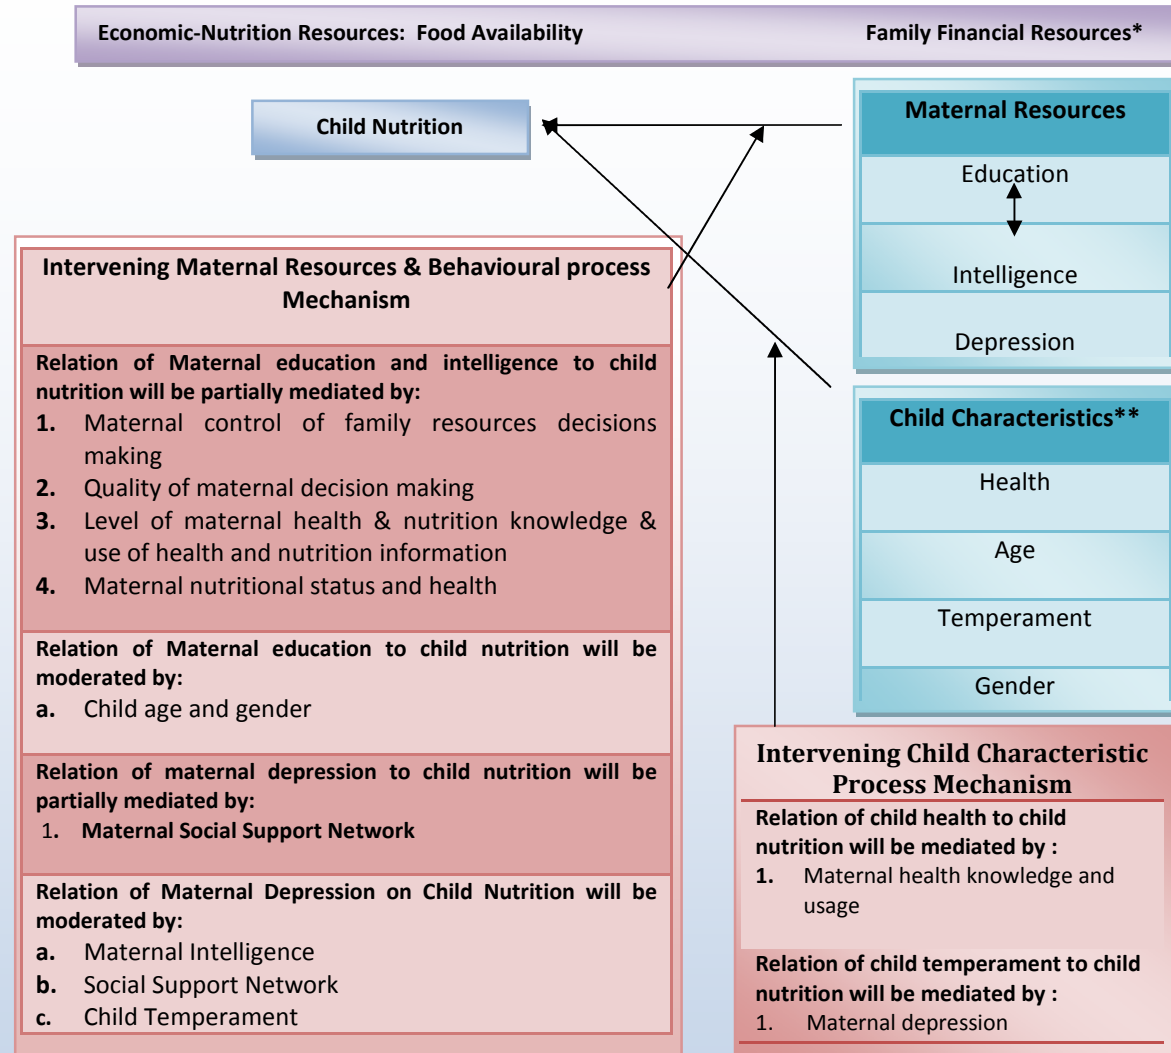 Economic-Nutrition Resources: Food Availability Family Financial Resources*
Child Nutrition
Maternal Resources
Education
Intelligence
Depression
Child Characteristics**
Health
Age
Temperament
Gender
Intervening Maternal Resources & Behavioural process
Mechanism
Relation of Maternal education and intelligence to child
nutrition will be partially mediated by:
1. Maternal control of family resources decisions
making
2. Quality of maternal decision making
3. Level of maternal health & nutrition knowledge &
use of health and nutrition information
4. Maternal nutritional status and health
Relation of Maternal education to child nutrition will be
moderated by:
a. Child age and gender
Relation of maternal depression to child nutrition will be
partially mediated by:
1. Maternal Social Support Network
Relation of Maternal Depression on Child Nutrition will be
moderated by:
a. Maternal Intelligence
b. Social Support Network
c. Child Temperament
Intervening Child Characteristic
Process Mechanism
Relation of child health to child
nutrition will be mediated by :
1. Maternal health knowledge and
usage
Relation of child temperament to child
nutrition will be mediated by :
1. Maternal depression